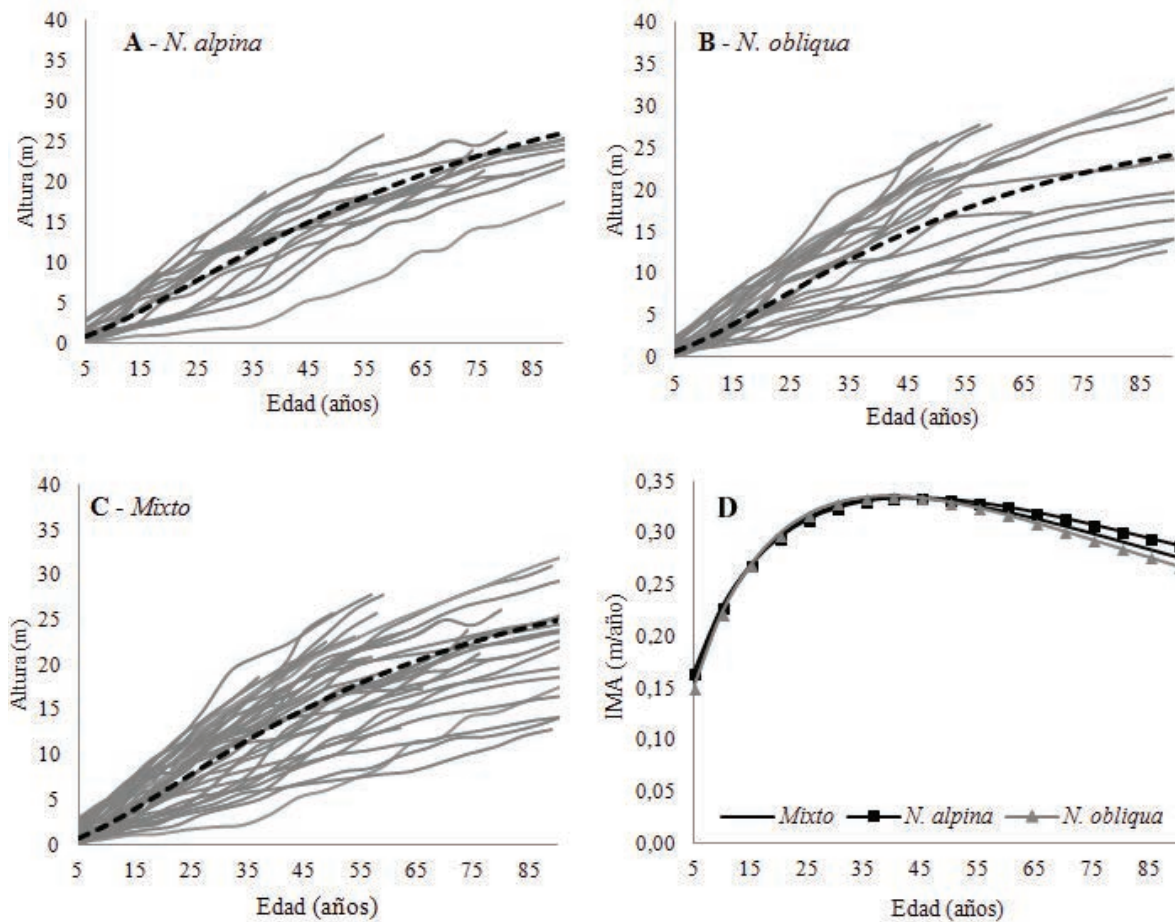 A - N. alpina
Altura (m)
40
35
30
25
20
15
10
5
0
5 15 25 35 45 55 65 75 85
Edad (años)
B - N. obliqua
Altura (m)
40
35
30
25
20
15
10
5
0
5 15 25 35 45 55 65 75 85
Edad (años)
C - Mixto
Altura (m)
40
35
30
25
20
15
10
5
0
5 15 25 35 45 55 65 75 85
Edad (años)
D
IMA (m/año)
0,35
0,30
0,25
0,20
0,15
0,10
0,05
0,00
Mixto N. alpina N. obliqua
5 15 25 35 45 55 65 75 85
Edad (años)